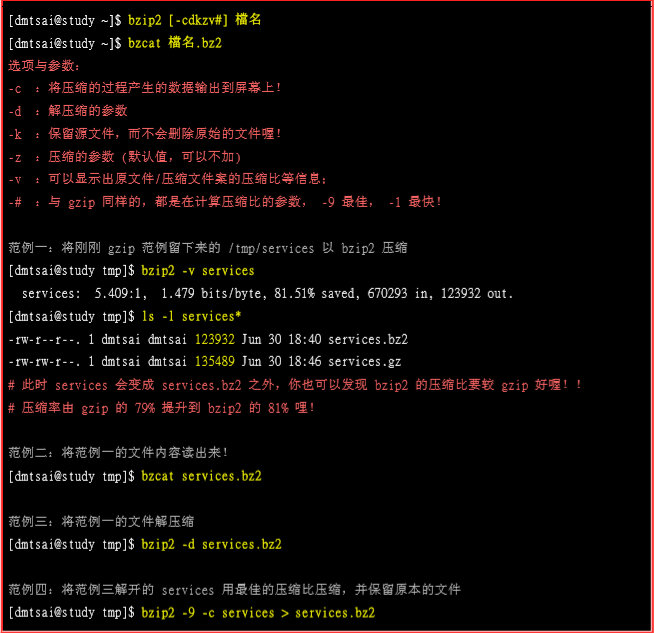 [dmtsai@study ~]$ bzip2 [-cdkzv#] 檔名
[dmtsai@study ~]$ bzcat 檔名.bz2
选项与参数：
-c ：将压缩的过程产生的数据输出到屏幕上！
-d ：解压缩的参数
-k ：保留源文件，而不会删除原始的文件喔！
-z ：压缩的参数 (默认值，可以不加)
-v ：可以显示出原文件/压缩文件案的压缩比等信息；
-# ：与 gzip 同样的，都是在计算压缩比的参数， -9 最佳， -1 最快！
范例一：将刚刚 gzip 范例留下来的 /tmp/services 以 bzip2 压缩
[dmtsai@study tmp]$ bzip2 -v services
services: 5.409:1, 1.479 bits/byte, 81.51% saved, 670293 in, 123932 out.
[dmtsai@study tmp]$ ls -l services*
-rw-r--r--. 1 dmtsai dmtsai 123932 Jun 30 18:40 services.bz2
-rw-rw-r--. 1 dmtsai dmtsai 135489 Jun 30 18:46 services.gz
# 此时 services 会变成 services.bz2 之外，你也可以发现 bzip2 的压缩比要较 gzip 好喔！！
# 压缩率由 gzip 的 79% 提升到 bzip2 的 81% 哩！
范例二：将范例一的文件内容读出来！
[dmtsai@study tmp]$ bzcat services.bz2
范例三：将范例一的文件解压缩
[dmtsai@study tmp]$ bzip2 -d services.bz2
范例四：将范例三解开的 services 用最佳的压缩比压缩，并保留原本的文件
[dmtsai@study tmp]$ bzip2 -9 -c services > services.bz2